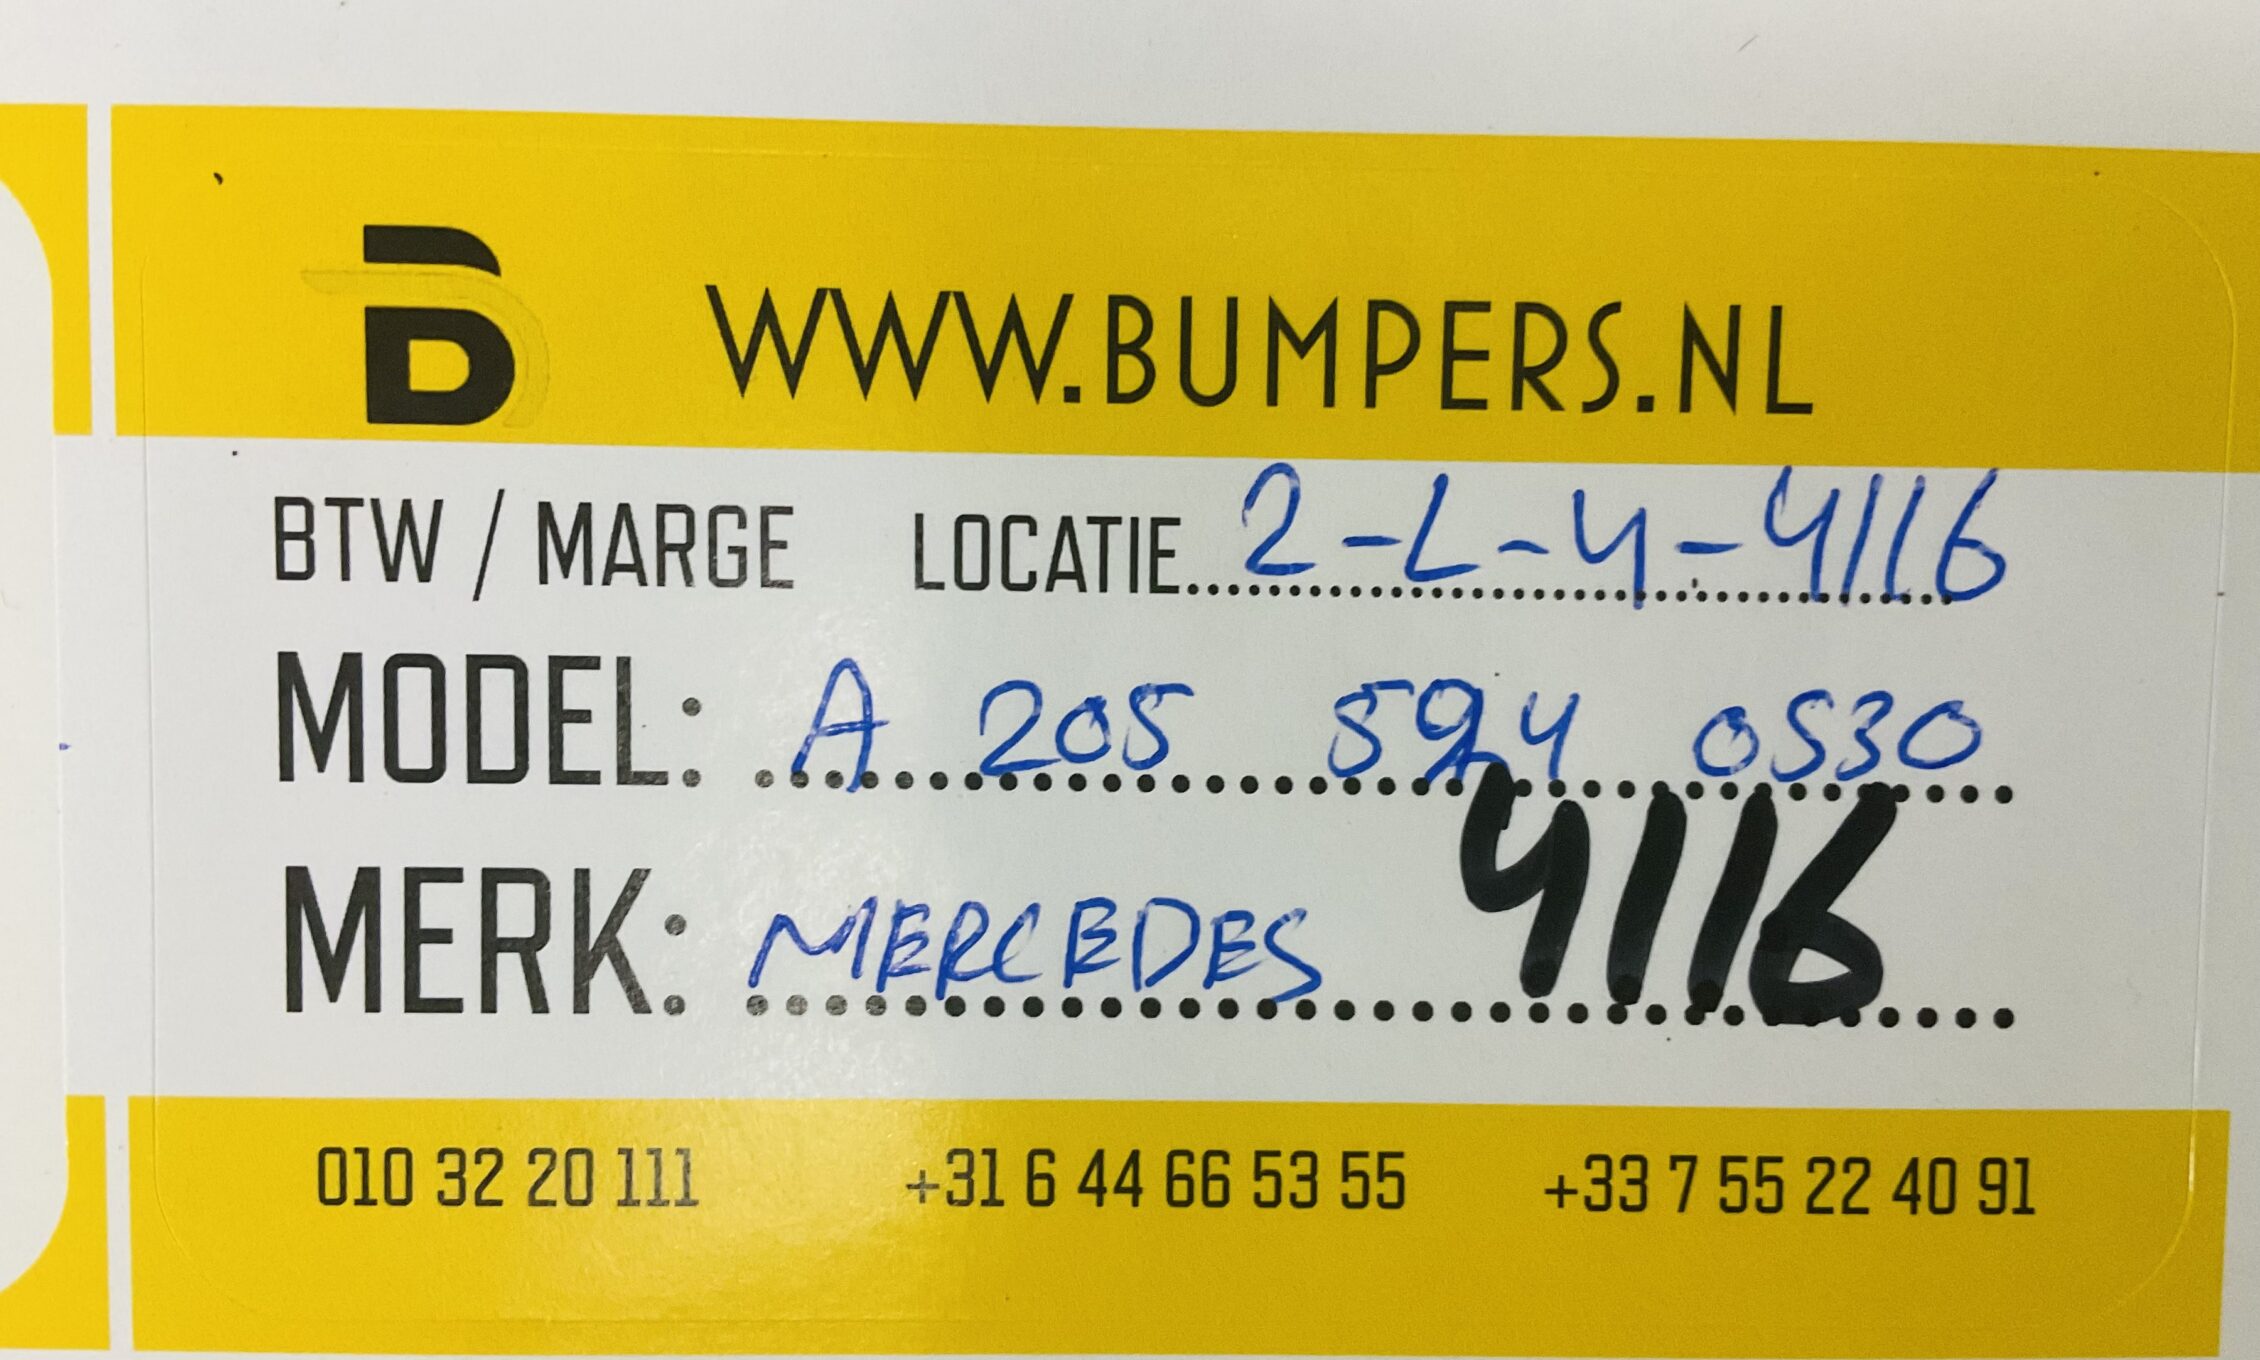 B WWW.BUMPERS.NL
BTW / MARGE LOCATIE 2-L-4-4116
MODEL: A 205 594 0530
MERK: MERCEDES 4116
010 32 20 111 +31 6 44 66 53 55 +33 7 55 22 40 91